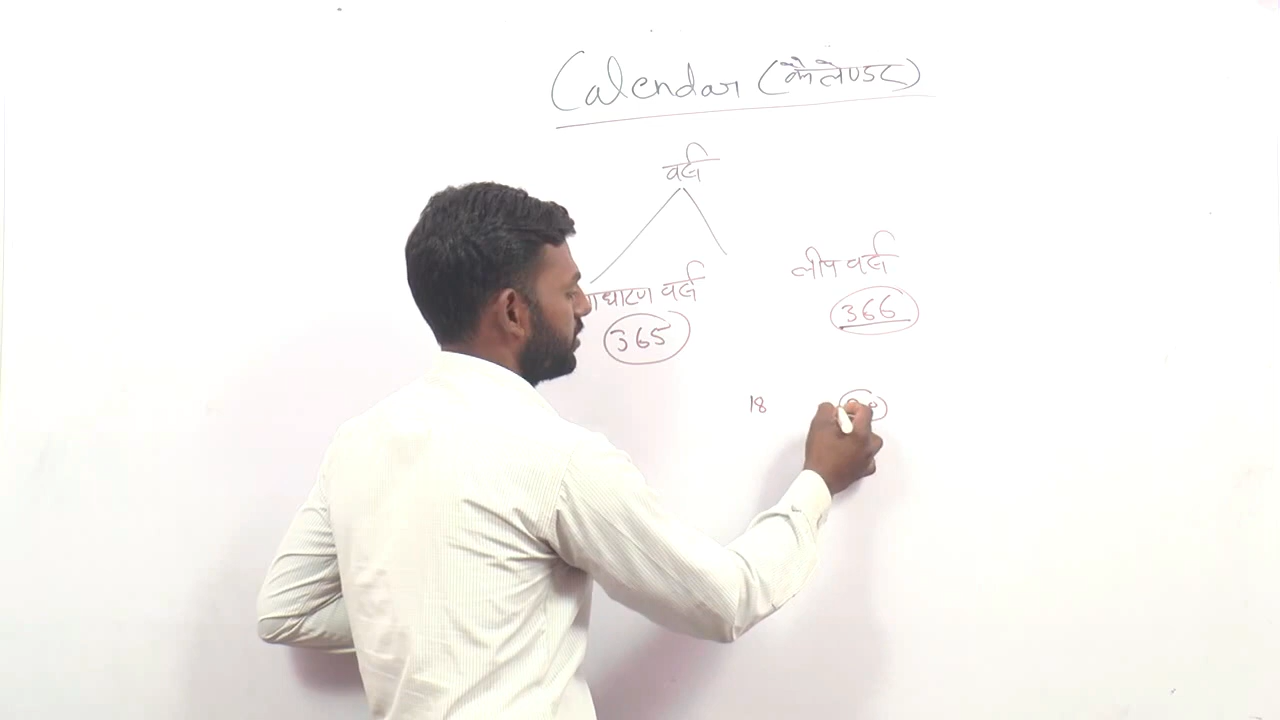 Calendar (कैलेण्डर)
वर्ष
साधारण वर्ष
लीप वर्ष
365
366
18